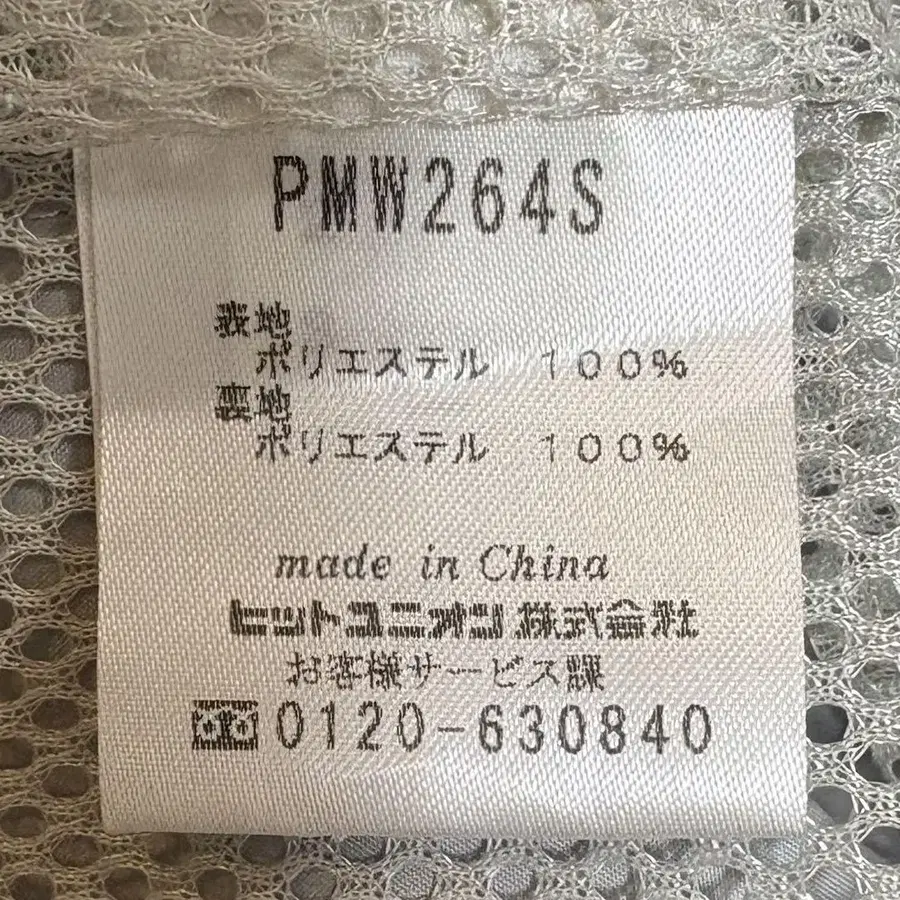 PMW264S
表地
ポリエステル 100%
裏地
ポリエステル 100%
made in China
ヒットユニオン株式会社
お客様サービス課
0120-630840